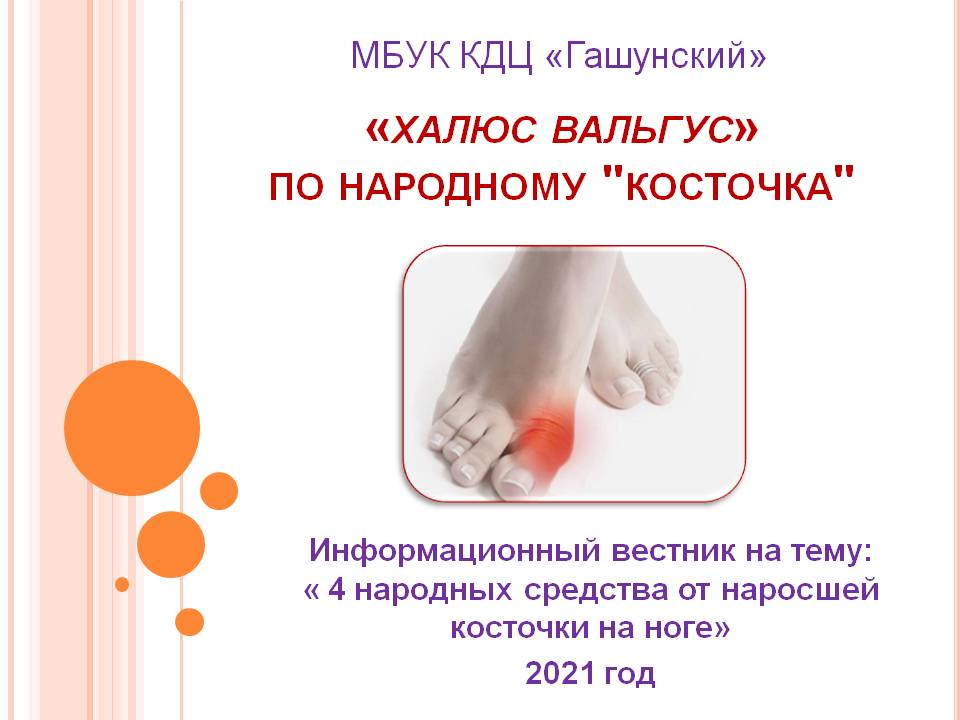 МБУК КДЦ «Гашунский»
«ХАЛЮС ВАЛЬГУС»
ПО НАРОДНОМУ "КОСТОЧКА"
Информационный вестник на тему:
« 4 народных средства от наросшей
косточки на ноге»
2021 год